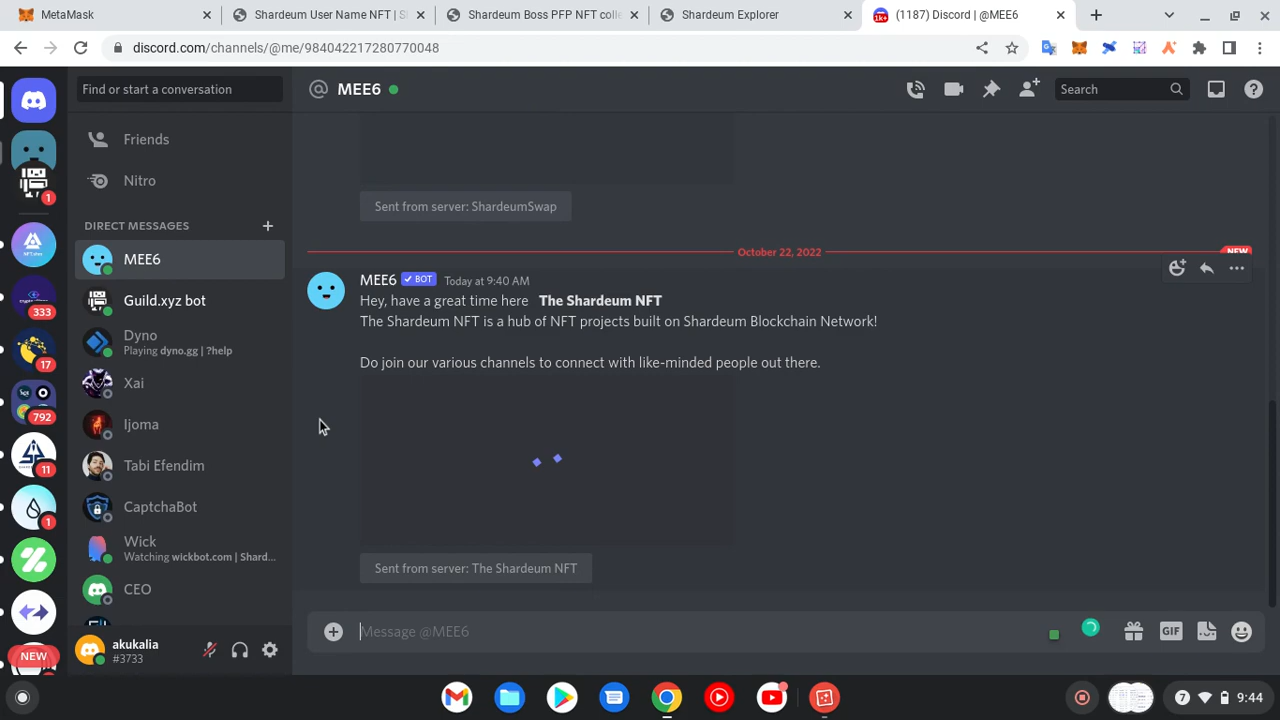 MetaMask
Shardeum User Name NFT | S
Shardeum Boss PFP NFT colle
Shardeum Explorer
(1187) Discord | @MEE6
1k+
discord.com/channels/@me/984042217280770048
Find or start a conversation
@ MEE6
Search
Friends
Nitro
1
DIRECT MESSAGES
MEE6
Guild.xyz bot
333
Dyno
Playing dyno.gg | ?help
17
Xai
792
Ijoma
11
Tabi Efendim
1
CaptchaBot
Wick
Watching wickbot.com | Shard...
CEO
akukalia
#3733
NEW
Sent from server: ShardeumSwap
October 22, 2022
NEW
MEE6 BOT Today at 9:40 AM
Hey, have a great time here The Shardeum NFT
The Shardeum NFT is a hub of NFT projects built on Shardeum Blockchain Network!
Do join our various channels to connect with like-minded people out there.
Sent from server: The Shardeum NFT
Message @MEE6
GIF
7
9:44